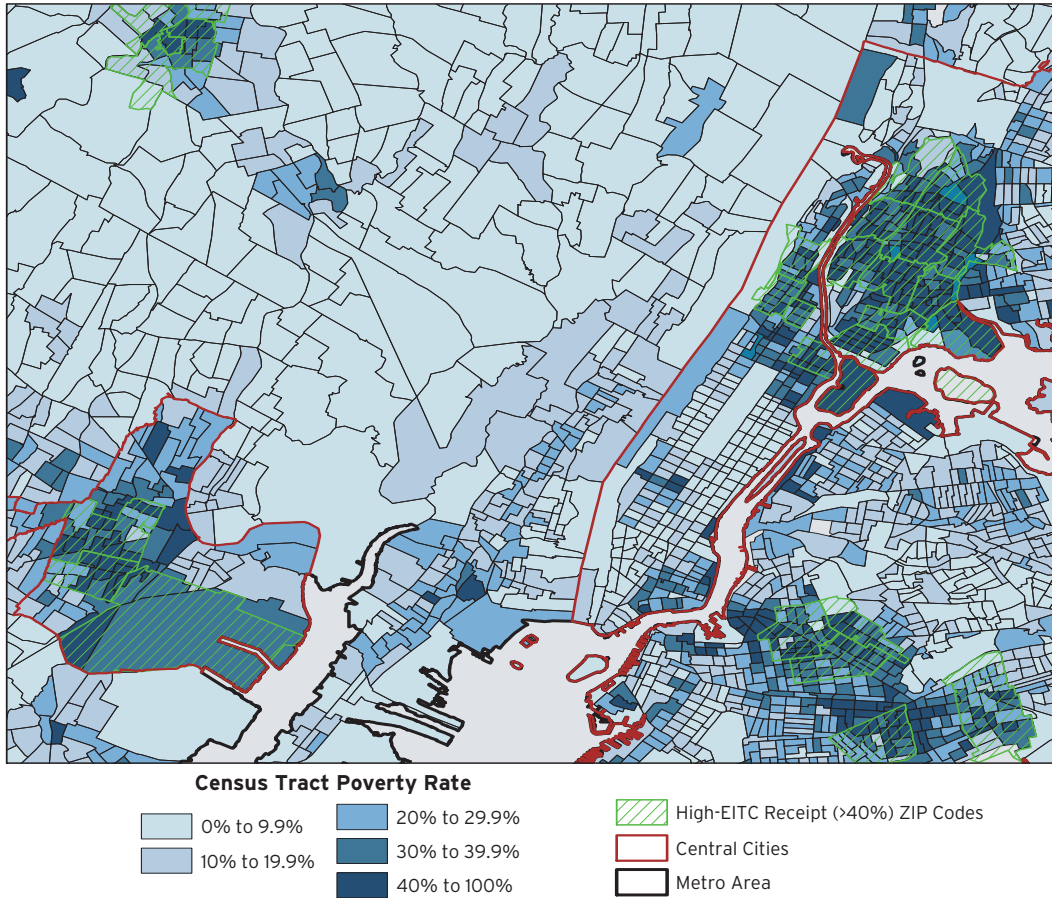 Census Tract Poverty Rate
0% to 9.9%
10% to 19.9%
20% to 29.9%
30% to 39.9%
40% to 100%
High-EITC Receipt (>40%) ZIP Codes
Central Cities
Metro Area